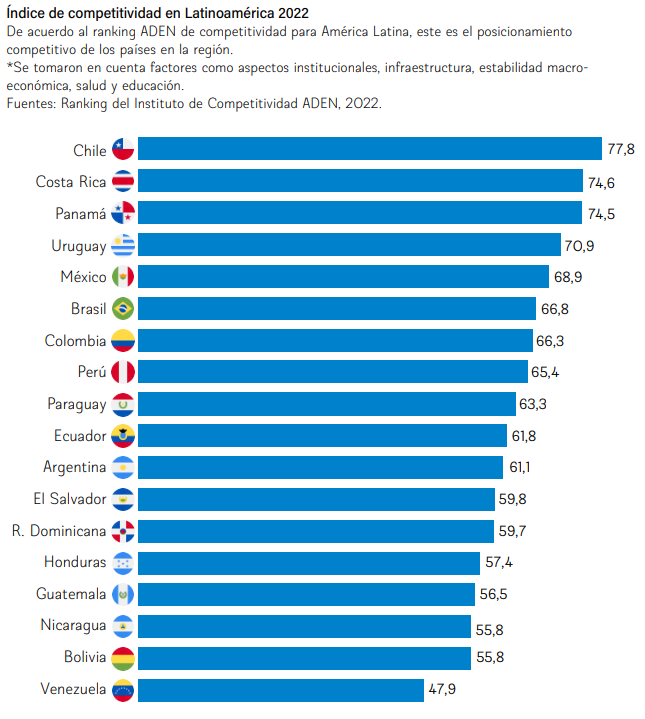 Índice de competitividad en Latinoamérica 2022
De acuerdo al ranking ADEN de competitividad para América Latina, este es el posicionamiento
competitivo de los países en la región.
*Se tomaron en cuenta factores como aspectos institucionales, infraestructura, estabilidad macro-
económica, salud y educación.
Fuentes: Ranking del Instituto de Competitividad ADEN, 2022.
Chile 77,8
Costa Rica 74,6
Panamá 74,5
Uruguay 70,9
México 68,9
Brasil 66,8
Colombia 66,3
Perú 65,4
Paraguay 63,3
Ecuador 61,8
Argentina 61,1
El Salvador 59,8
R. Dominicana 59,7
Honduras 57,4
Guatemala 56,5
Nicaragua 55,8
Bolivia 55,8
Venezuela 47,9